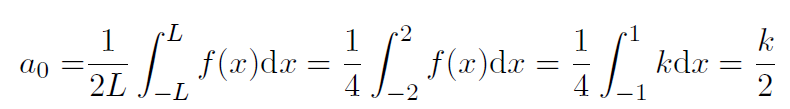 $a_0 = \frac{1}{2L} \int_{-L}^{L} f(x)\mathrm{d}x = \frac{1}{4} \int_{-2}^{2} f(x)\mathrm{d}x = \frac{1}{4} \int_{-1}^{1} k\mathrm{d}x = \frac{k}{2}$